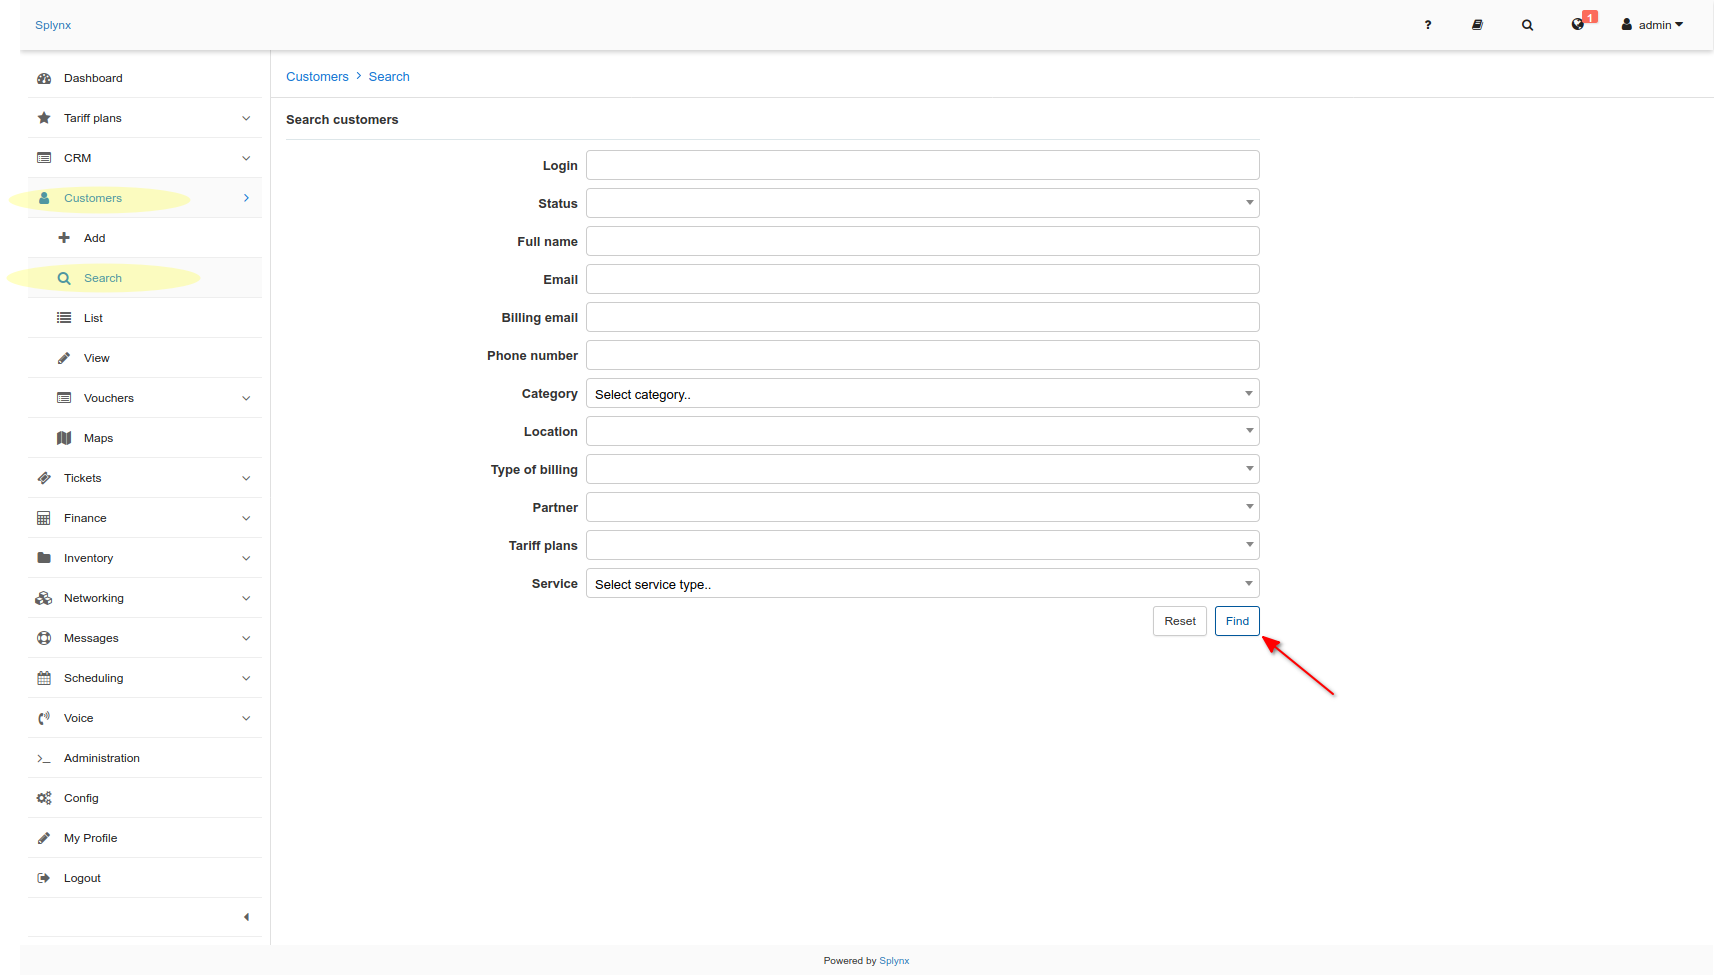 Splynx
?
1
admin
Dashboard
Tariff plans
CRM
Customers
Add
Search
List
View
Vouchers
Maps
Tickets
Finance
Inventory
Networking
Messages
Scheduling
Voice
Administration
Config
My Profile
Logout
Customers > Search
Search customers
Login
Status
Full name
Email
Billing email
Phone number
Category Select category..
Location
Type of billing
Partner
Tariff plans
Service Select service type..
Reset Find
Powered by Splynx